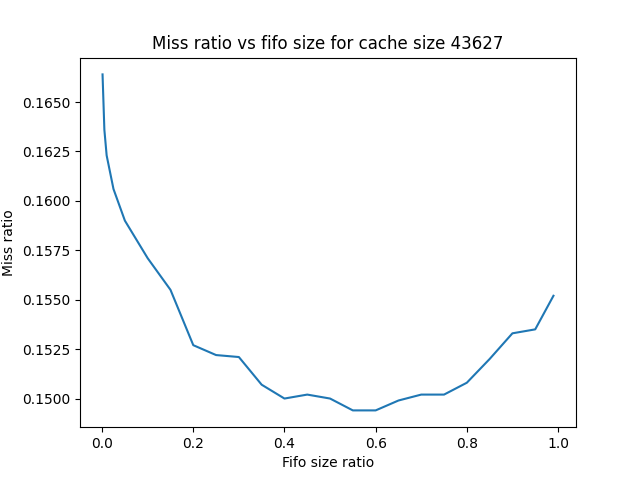 Miss ratio vs fifo size for cache size 43627
0.1650
0.1625
0.1600
0.1575
0.1550
0.1525
0.1500
Miss ratio
0.0 0.2 0.4 0.6 0.8 1.0
Fifo size ratio